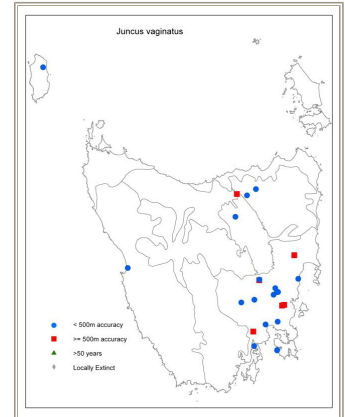 Juncus vaginatus
< 500m accuracy
>= 500m accuracy
>50 years
Locally Extinct